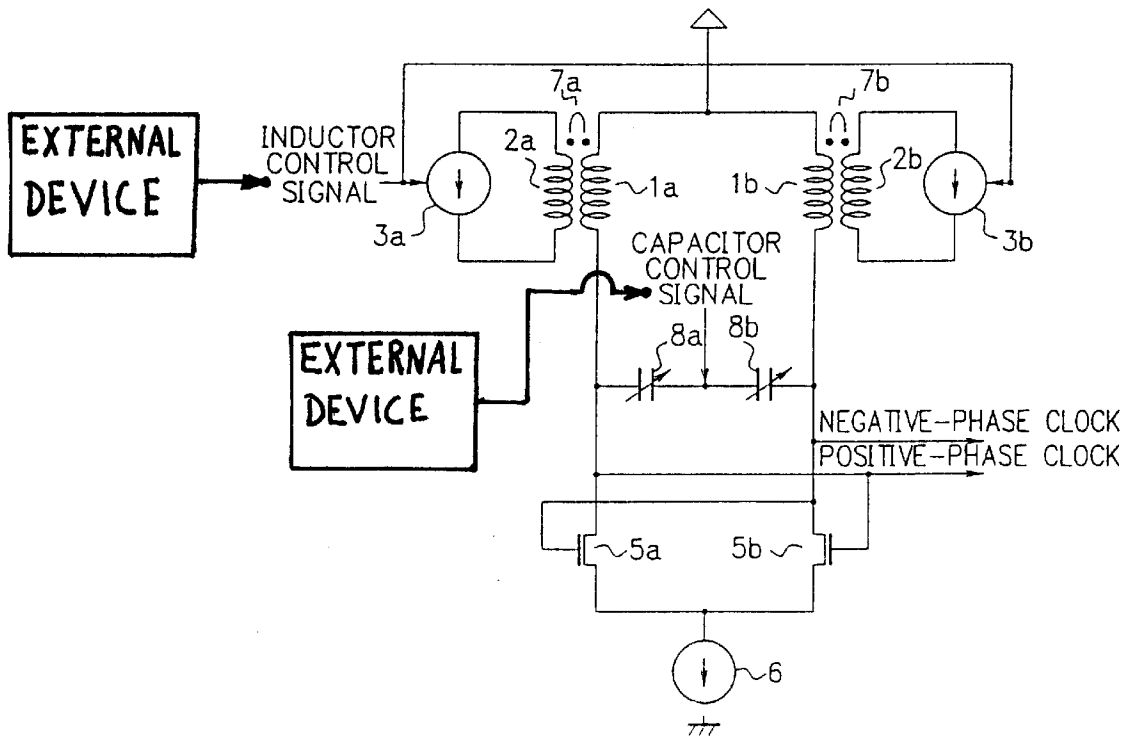 7a
7b
EXTERNAL
DEVICE
INDUCTOR
CONTROL
SIGNAL
2a
1a
1b
2b
3a
3b
CAPACITOR
CONTROL
SIGNAL
EXTERNAL
DEVICE
8a
8b
NEGATIVE-PHASE CLOCK
POSITIVE-PHASE CLOCK
5a
5b
6